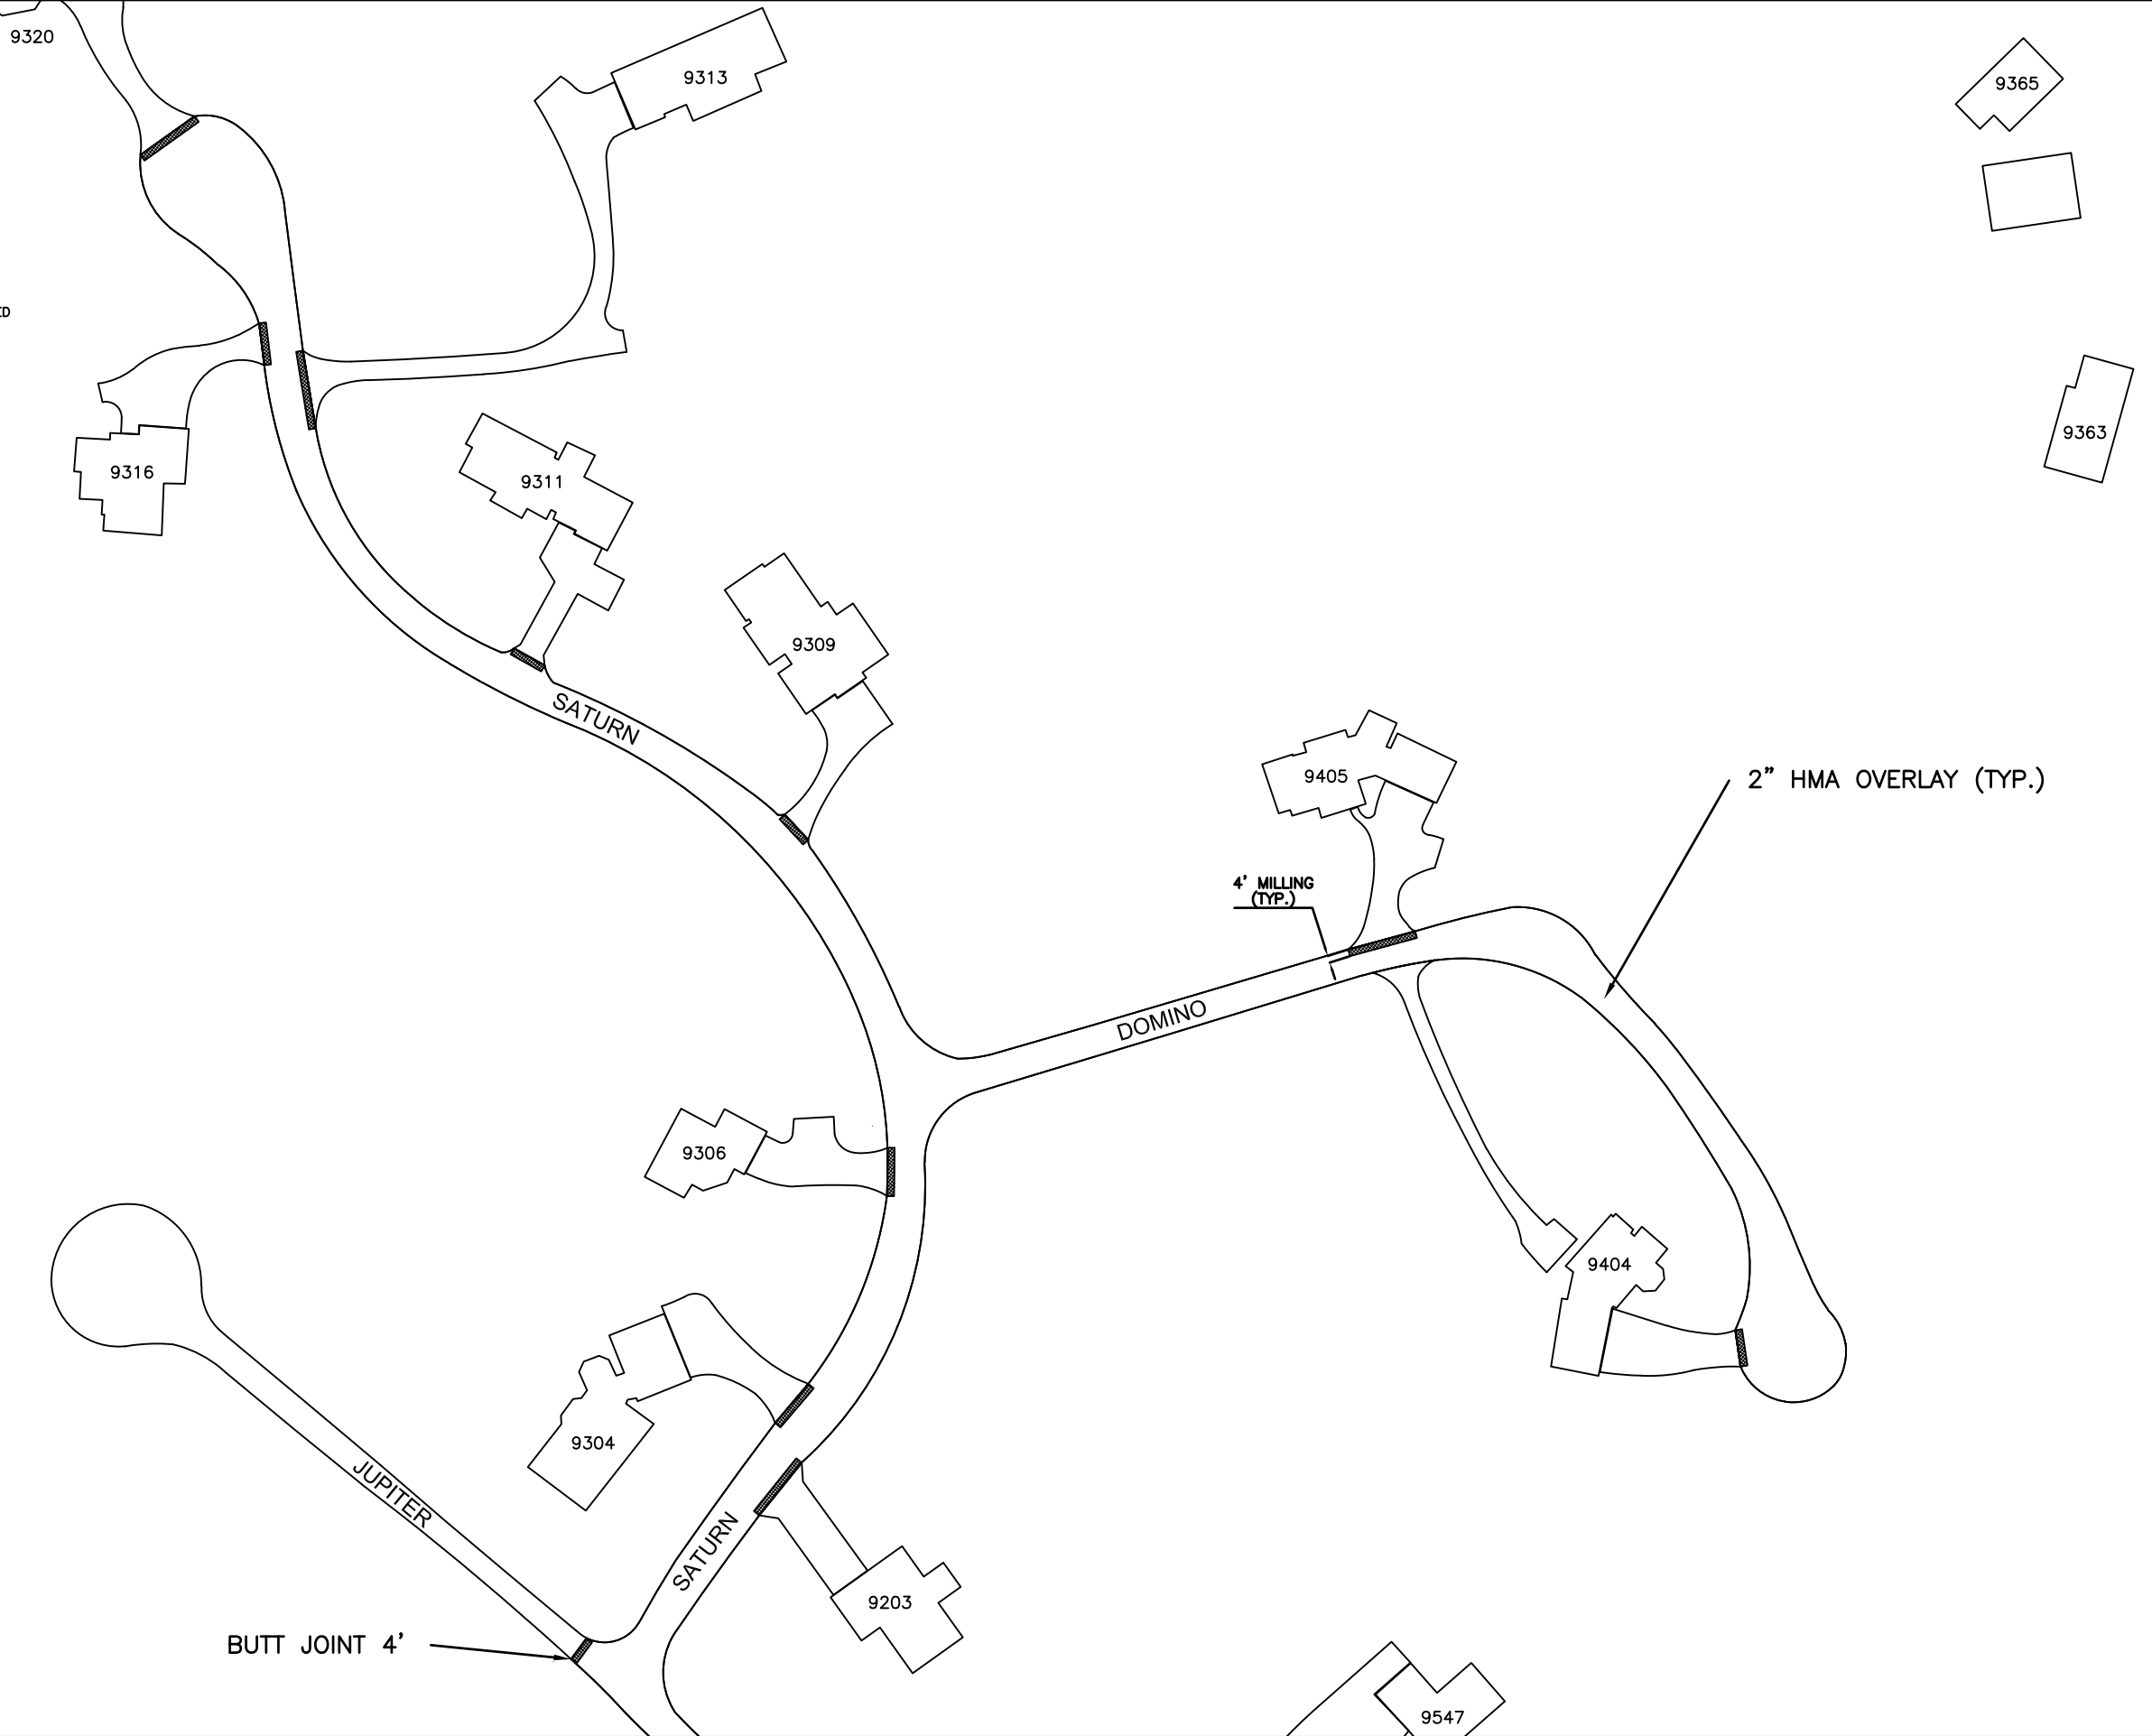 9320
9313
9365
ED
9363
9316
9311
9309
SATURN
9405
2" HMA OVERLAY (TYP.)
4' MILLING
(TYP.)
DOMINO
9306
9404
9304
JUPITER
SATURN
9203
BUTT JOINT 4'
9547